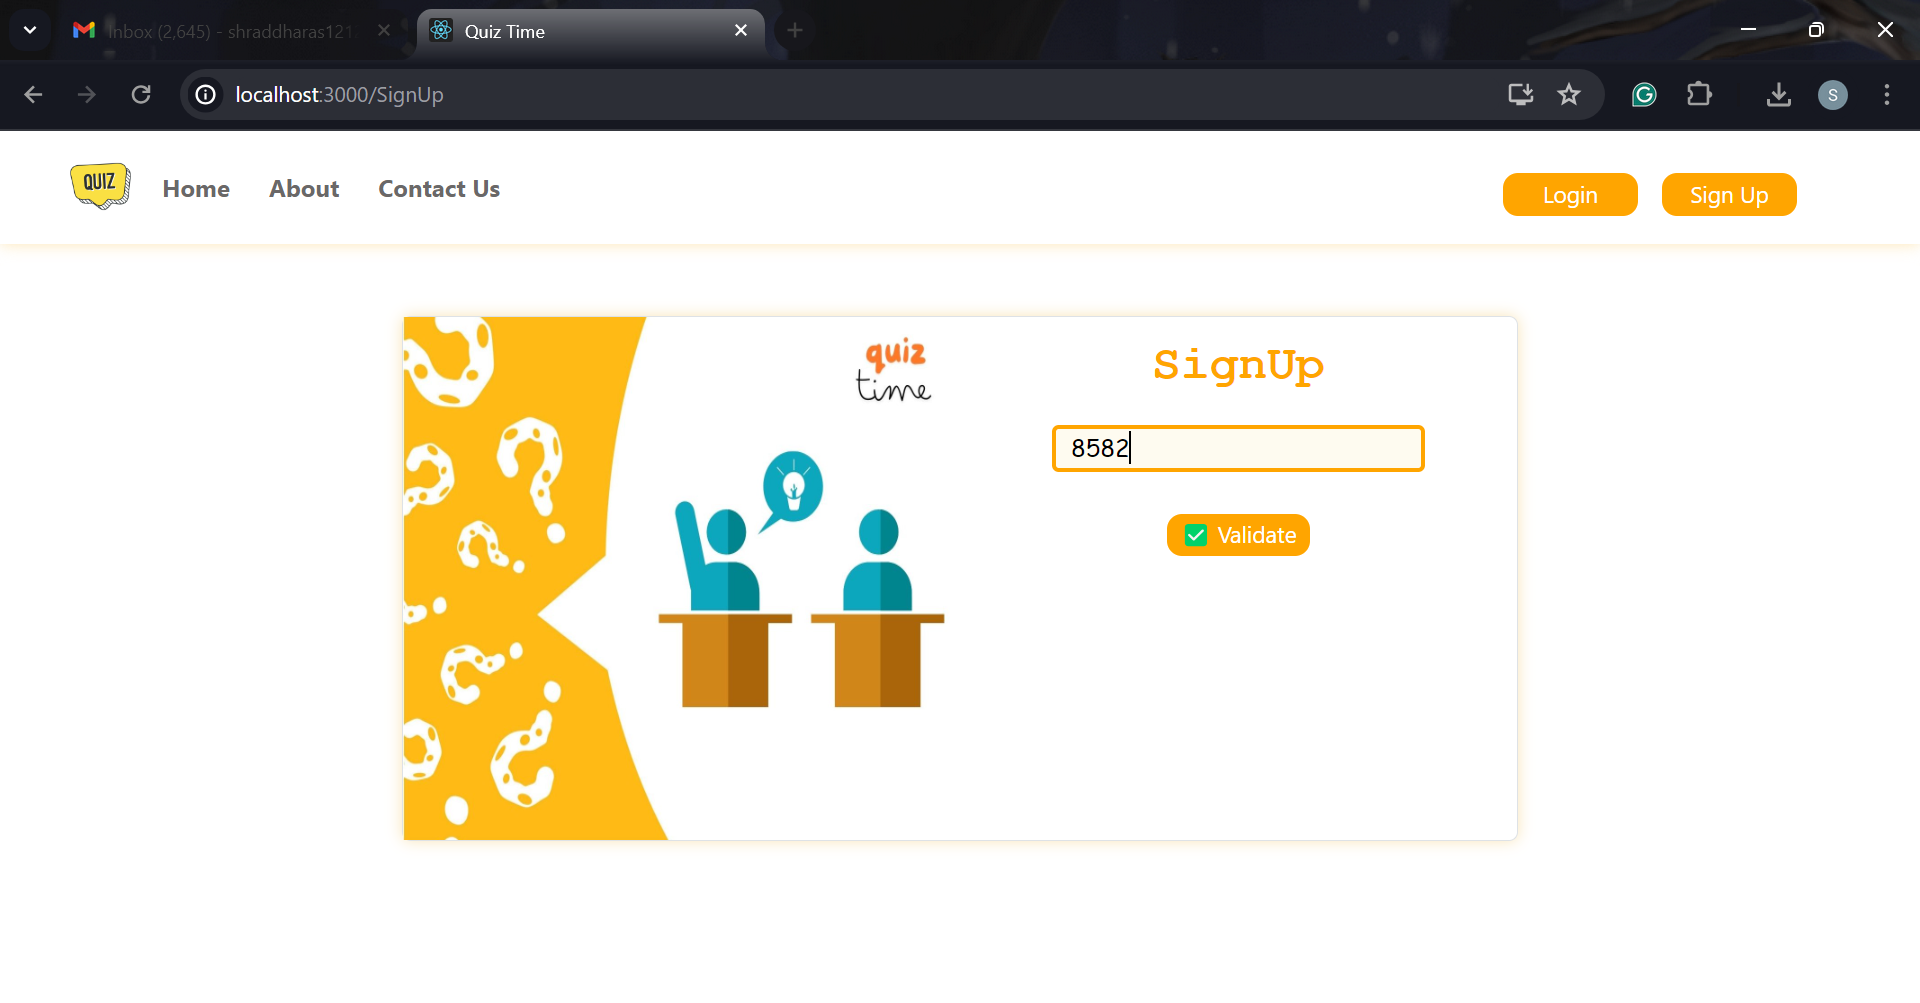 Inbox (2,645) - shraddharas121
Quiz Time
localhost:3000/SignUp
S
QUIZ
Home
About
Contact Us
Login
Sign Up
quiz
time
SignUp
8582
Validate